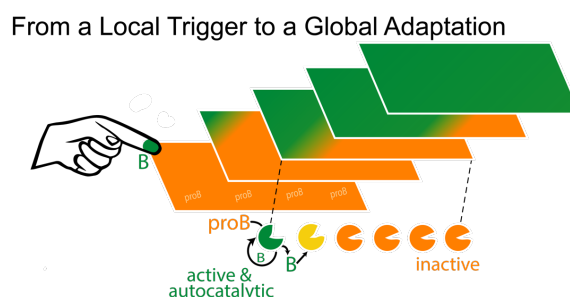 From a Local Trigger to a Global Adaptation
B
proB proB proB proB
proB
B
B
inactive
active &
autocatalytic